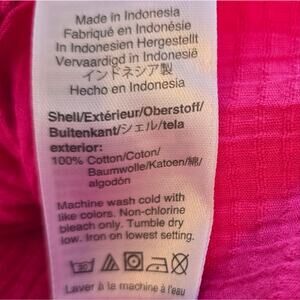 Made in Indonesia
Fabriqué en Indonésie
In Indonesien Hergestellt
Vervaardigd in Indonesië
インドネシア製
Hecho en Indonesia
Shell/Extérieur/Oberstoff/
Buitenkant/シェル/tela
exterior:
100% Cotton/Coton/
Baumwolle/Katoen/綿/
algodón
Machine wash cold with
like colors. Non-chlorine
bleach only. Tumble dry
low. Iron on lowest setting.
Laver à la machine à l'eau